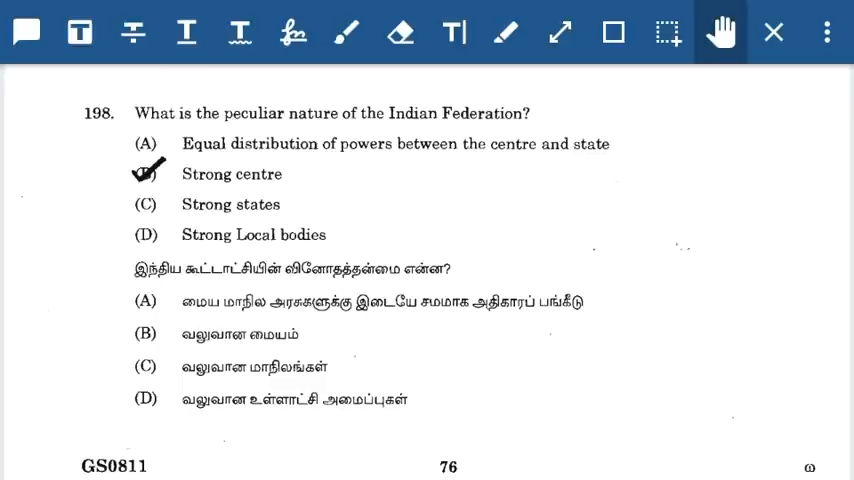 198. What is the peculiar nature of the Indian Federation?
(A) Equal distribution of powers between the centre and state
(B) Strong centre
(C) Strong states
(D) Strong Local bodies
இந்திய கூட்டாட்சியின் வினோதத்தன்மை என்ன?
(A) மைய மாநில அரசுகளுக்கு இடையே சமமாக அதிகாரப் பங்கீடு
(B) வலுவான மையம்
(C) வலுவான மாநிலங்கள்
(D) வலுவான உள்ளாட்சி அமைப்புகள்
GS0811 76 ω